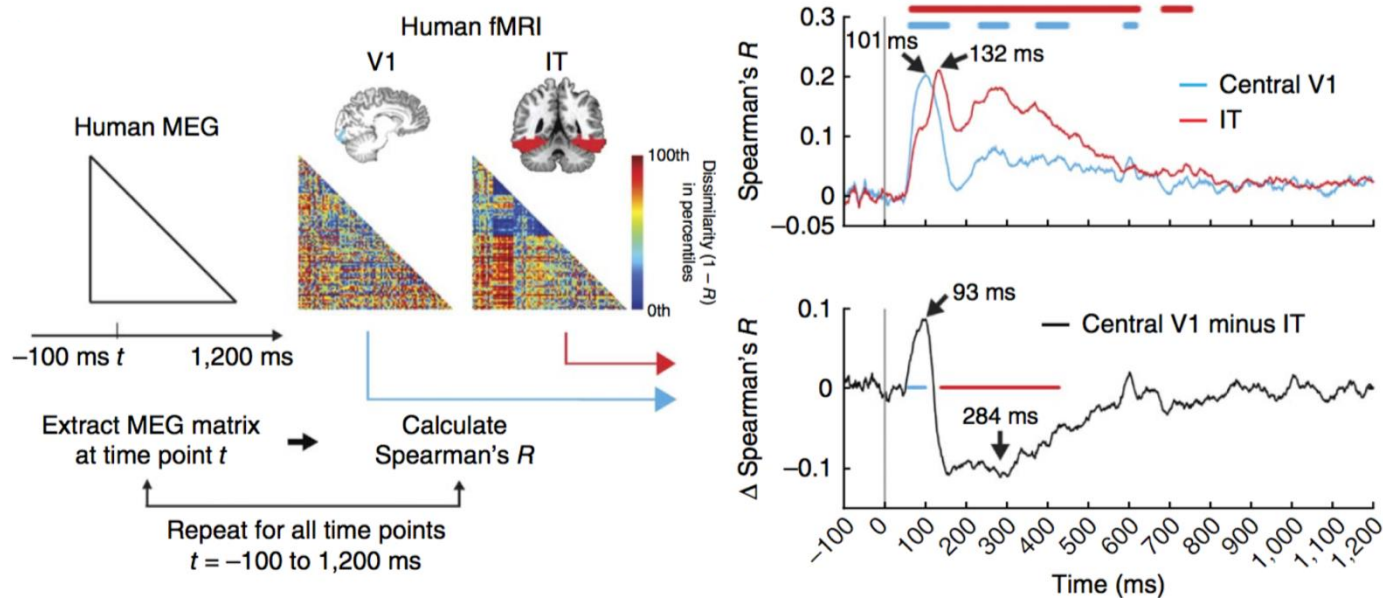 Human fMRI
V1
IT
Human MEG
100th
0th
Dissimilarity (1 – R)
in percentiles
–100 ms t
1,200 ms
Extract MEG matrix
at time point t
Calculate
Spearman's R
Repeat for all time points
t = –100 to 1,200 ms
0.3
0.2
0.1
0
–0.05
Spearman's R
101 ms
132 ms
Central V1
IT
0.1
0
–0.1
Δ Spearman's R
93 ms
284 ms
Central V1 minus IT
–100
0
100
200
300
400
500
600
700
800
900
1,000
1,100
1,200
Time (ms)